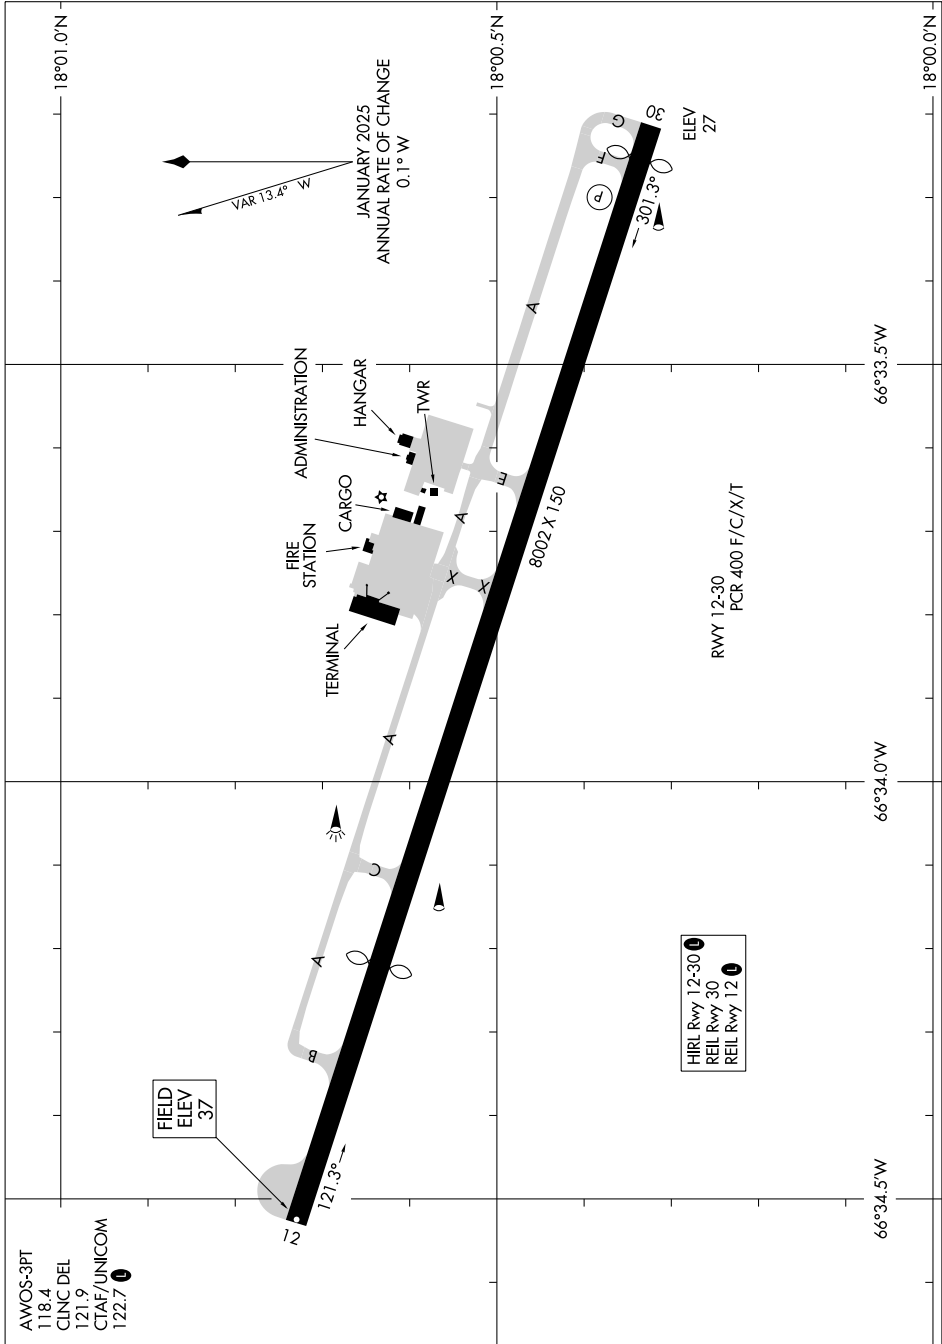 AWOS-3PT
118.4
CLNC DEL
121.9
CTAF/UNICOM
122.7 L
FIELD
ELEV
37
12
121.3°
B
A
C
A
TERMINAL
FIRE
STATION
CARGO
ADMINISTRATION
HANGAR
TWR
X
X
A
E
8002 X 150
A
P
F
G
301.3°
30
ELEV
27
VAR 13.4° W
JANUARY 2025
ANNUAL RATE OF CHANGE
0.1° W
18°01.0'N
18°00.5'N
18°00.0'N
66°34.5'W
66°34.0'W
66°33.5'W
HIRL Rwy 12-30 L
REIL Rwy 30
REIL Rwy 12 L
RWY 12-30
PCR 400 F/C/X/T